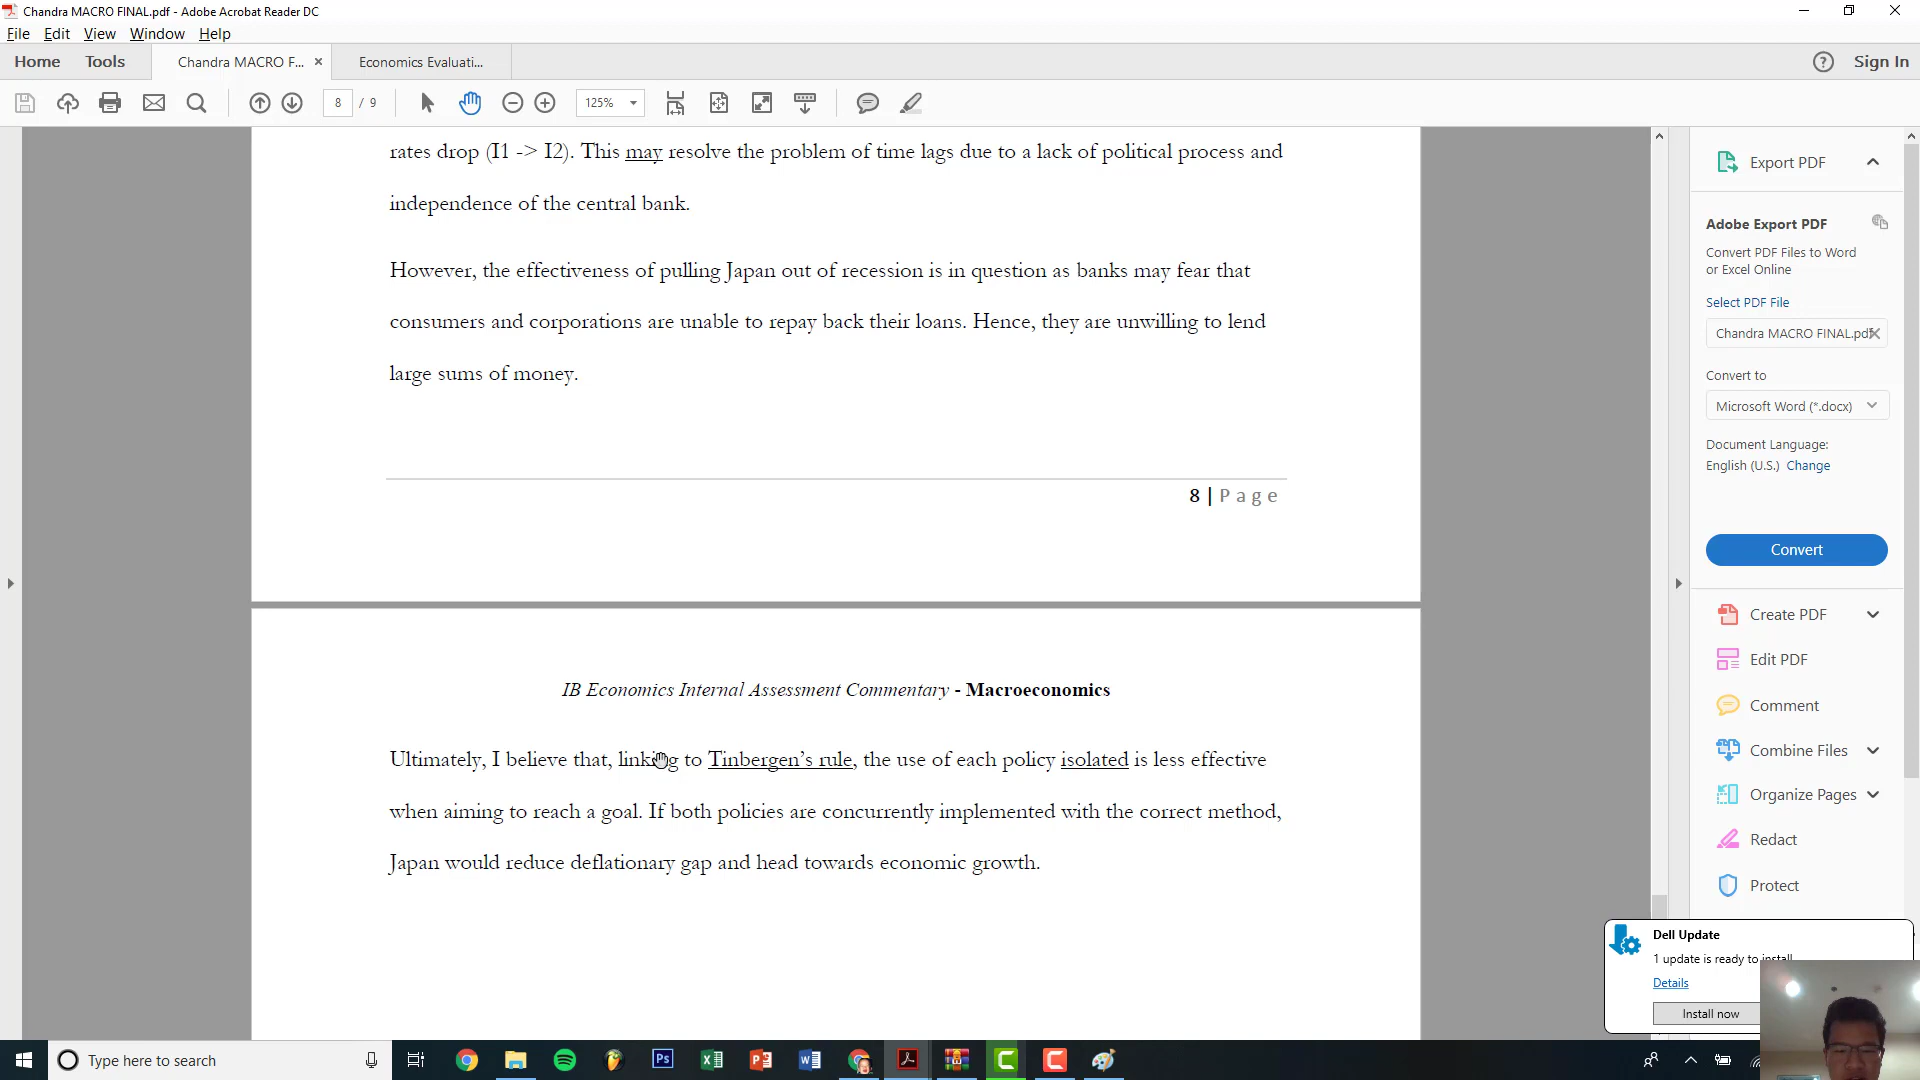 Chandra MACRO FINAL.pdf - Adobe Acrobat Reader DC
File Edit View Window Help
Home Tools Chandra MACRO F... × Economics Evaluati... Sign In
8 / 9 125%
rates drop (I1 -> I2). This may resolve the problem of time lags due to a lack of political process and
independence of the central bank.
However, the effectiveness of pulling Japan out of recession is in question as banks may fear that
consumers and corporations are unable to repay back their loans. Hence, they are unwilling to lend
large sums of money.
8 | Page
IB Economics Internal Assessment Commentary - Macroeconomics
Ultimately, I believe that, linking to Tinbergen's rule, the use of each policy isolated is less effective
when aiming to reach a goal. If both policies are concurrently implemented with the correct method,
Japan would reduce deflationary gap and head towards economic growth.
Export PDF
Adobe Export PDF
Convert PDF Files to Word
or Excel Online
Select PDF File
Chandra MACRO FINAL.pdf
Convert to
Microsoft Word (*.docx)
Document Language:
English (U.S.) Change
Convert
Create PDF
Edit PDF
Comment
Combine Files
Organize Pages
Redact
Protect
Dell Update
1 update is ready to install
Details
Install now
Type here to search